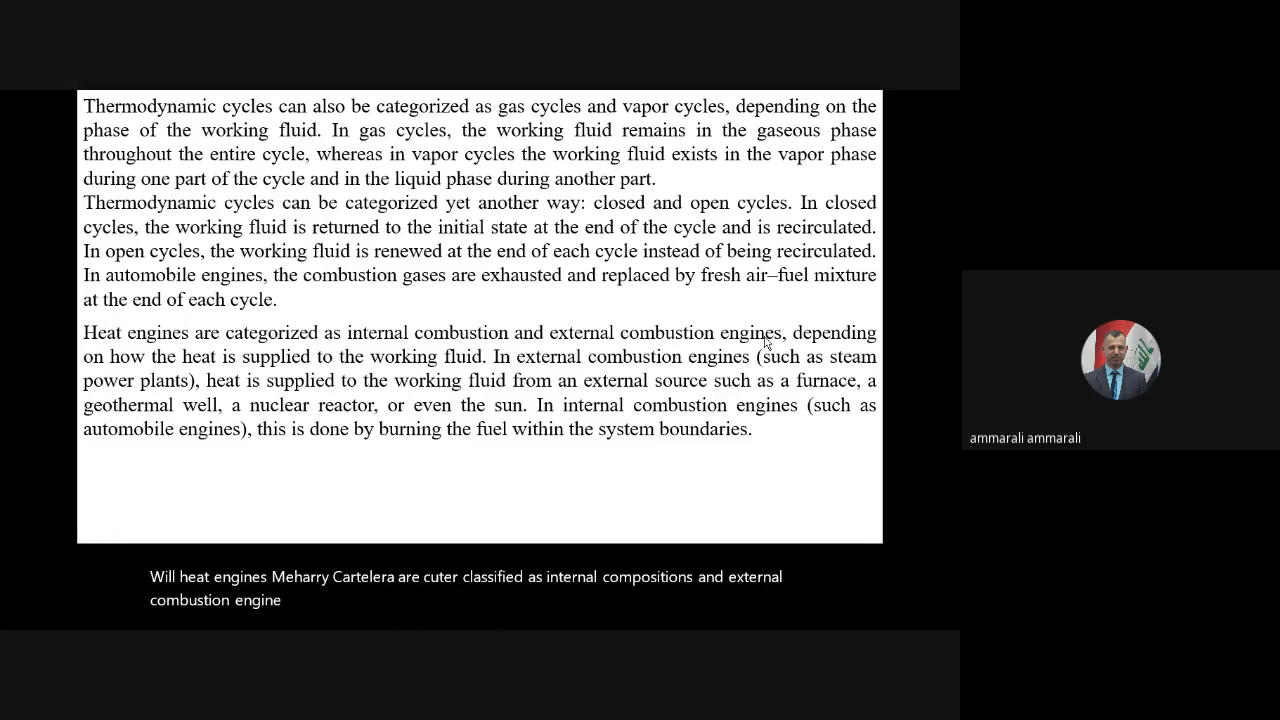 Thermodynamic cycles can also be categorized as gas cycles and vapor cycles, depending on the
phase of the working fluid. In gas cycles, the working fluid remains in the gaseous phase
throughout the entire cycle, whereas in vapor cycles the working fluid exists in the vapor phase
during one part of the cycle and in the liquid phase during another part.
Thermodynamic cycles can be categorized yet another way: closed and open cycles. In closed
cycles, the working fluid is returned to the initial state at the end of the cycle and is recirculated.
In open cycles, the working fluid is renewed at the end of each cycle instead of being recirculated.
In automobile engines, the combustion gases are exhausted and replaced by fresh air–fuel mixture
at the end of each cycle.
Heat engines are categorized as internal combustion and external combustion engines, depending
on how the heat is supplied to the working fluid. In external combustion engines (such as steam
power plants), heat is supplied to the working fluid from an external source such as a furnace, a
geothermal well, a nuclear reactor, or even the sun. In internal combustion engines (such as
automobile engines), this is done by burning the fuel within the system boundaries.
ammarali ammarali
Will heat engines Meharry Cartelera are cuter classified as internal compositions and external
combustion engine